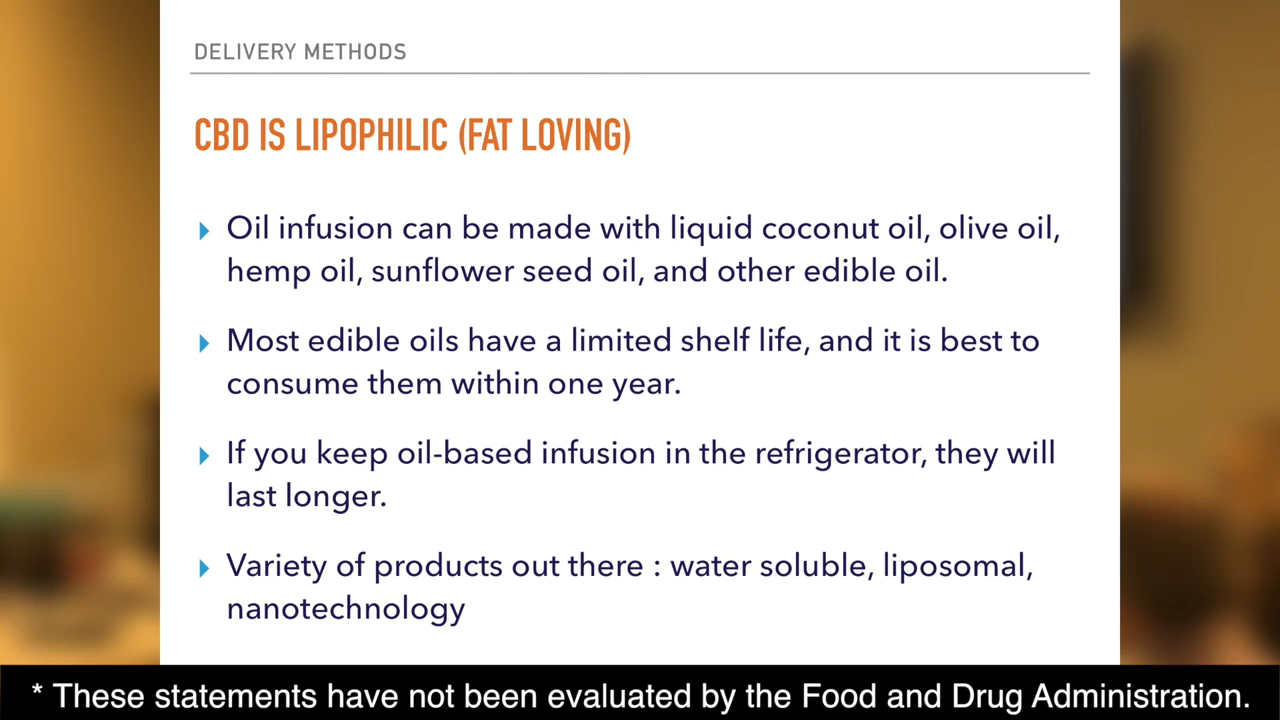 DELIVERY METHODS
CBD IS LIPOPHILIC (FAT LOVING)
Oil infusion can be made with liquid coconut oil, olive oil,
hemp oil, sunflower seed oil, and other edible oil.
Most edible oils have a limited shelf life, and it is best to
consume them within one year.
If you keep oil-based infusion in the refrigerator, they will
last longer.
Variety of products out there : water soluble, liposomal,
nanotechnology
* These statements have not been evaluated by the Food and Drug Administration.